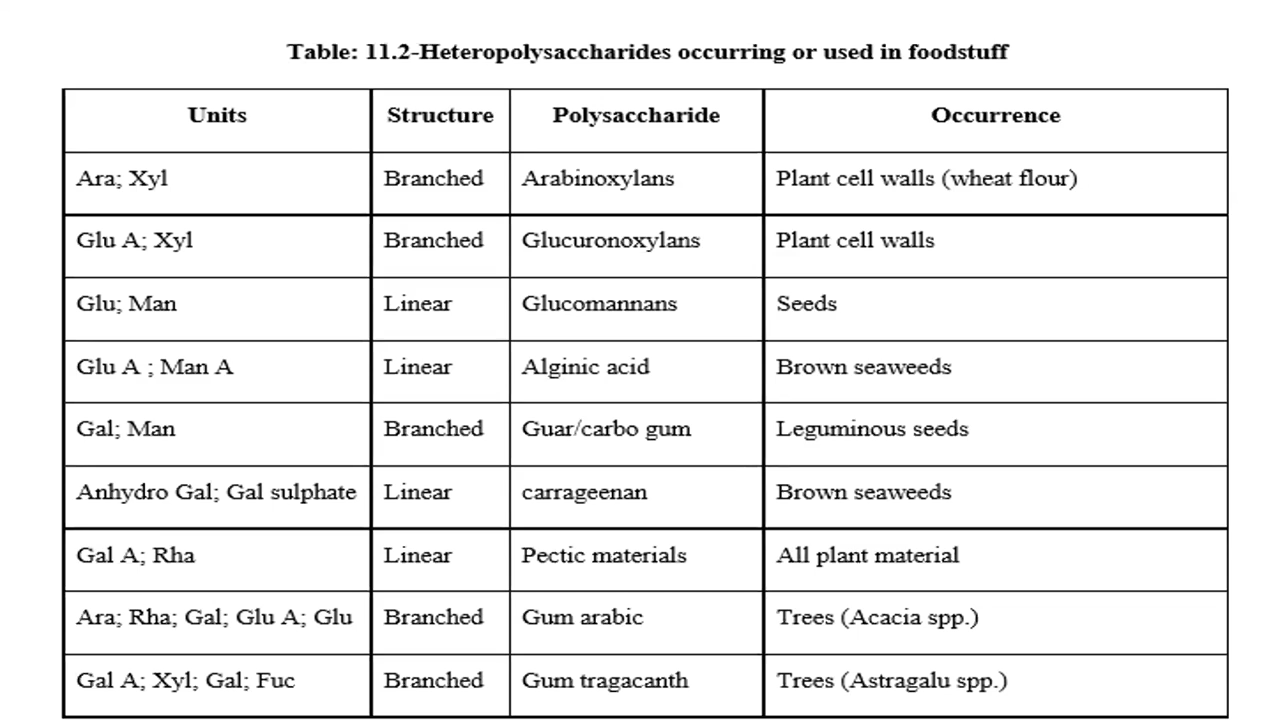 Table: 11.2-Heteropolysaccharides occurring or used in foodstuff
Units Structure Polysaccharide Occurrence
Ara; Xyl Branched Arabinoxylans Plant cell walls (wheat flour)
Glu A; Xyl Branched Glucuronoxylans Plant cell walls
Glu; Man Linear Glucomannans Seeds
Glu A ; Man A Linear Alginic acid Brown seaweeds
Gal; Man Branched Guar/carbo gum Leguminous seeds
Anhydro Gal; Gal sulphate Linear carrageenan Brown seaweeds
Gal A; Rha Linear Pectic materials All plant material
Ara; Rha; Gal; Glu A; Glu Branched Gum arabic Trees (Acacia spp.)
Gal A; Xyl; Gal; Fuc Branched Gum tragacanth Trees (Astragalu spp.)